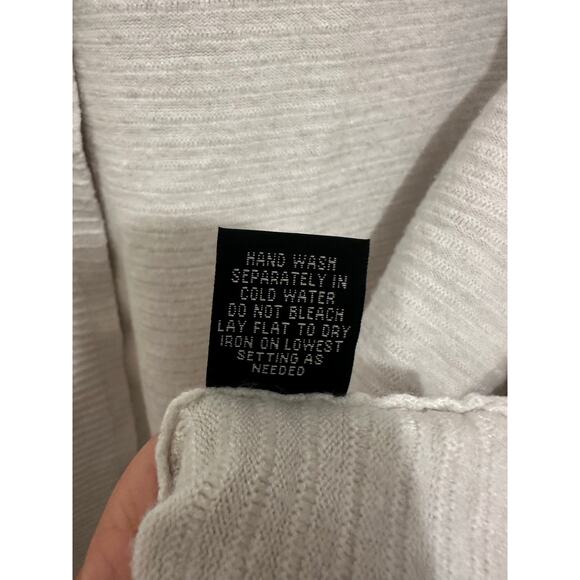 HAND WASH
SEPARATELY IN
COLD WATER
DO NOT BLEACH
LAY FLAT TO DRY
IRON ON LOWEST
SETTING AS
NEEDED